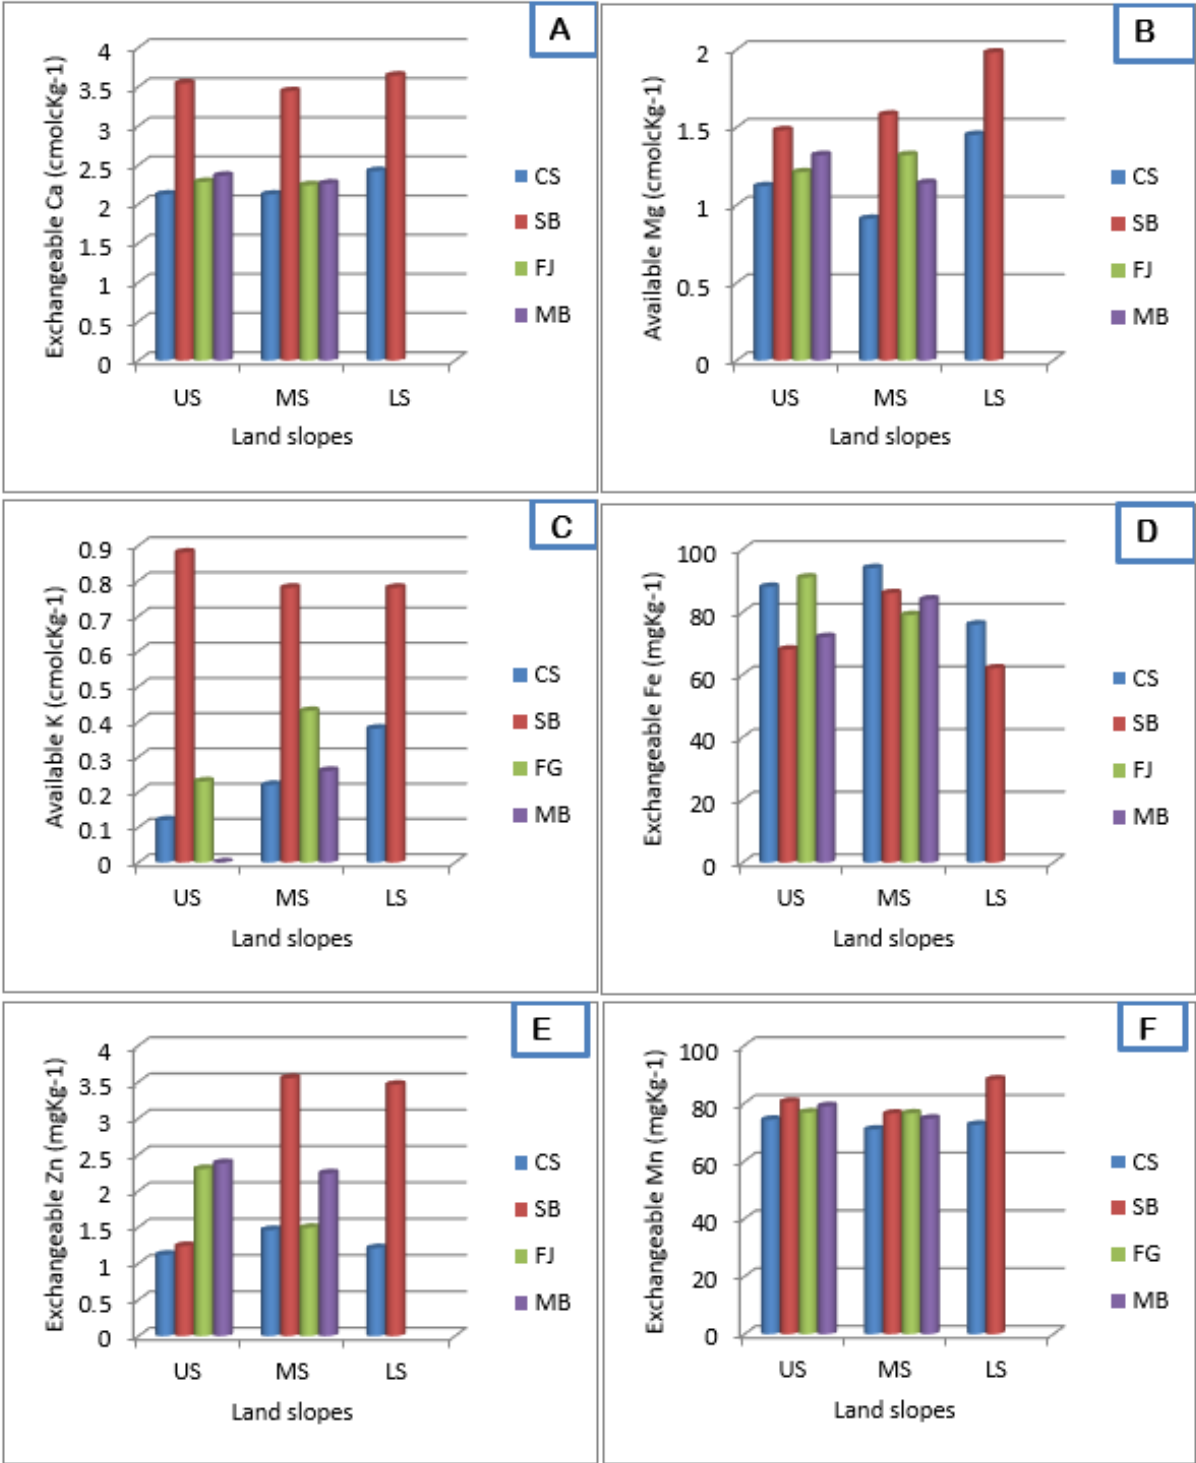 A
Exchangeable Ca (cmolcKg-1)
4
3.5
3
2.5
2
1.5
1
0.5
0
US MS LS
Land slopes
CS
SB
FJ
MB
B
Available Mg (cmolcKg-1)
2
1.5
1
0.5
0
US MS LS
Land slopes
CS
SB
FJ
MB
C
Available K (cmolcKg-1)
0.9
0.8
0.7
0.6
0.5
0.4
0.3
0.2
0.1
0
US MS LS
Land slopes
CS
SB
FG
MB
D
Exchangeable Fe (mgKg-1)
100
80
60
40
20
0
US MS LS
Land slopes
CS
SB
FJ
MB
E
Exchangeable Zn (mgKg-1)
4
3.5
3
2.5
2
1.5
1
0.5
0
US MS LS
Land slopes
CS
SB
FJ
MB
F
Exchangeable Mn (mgKg-1)
100
80
60
40
20
0
US MS LS
Land slopes
CS
SB
FG
MB